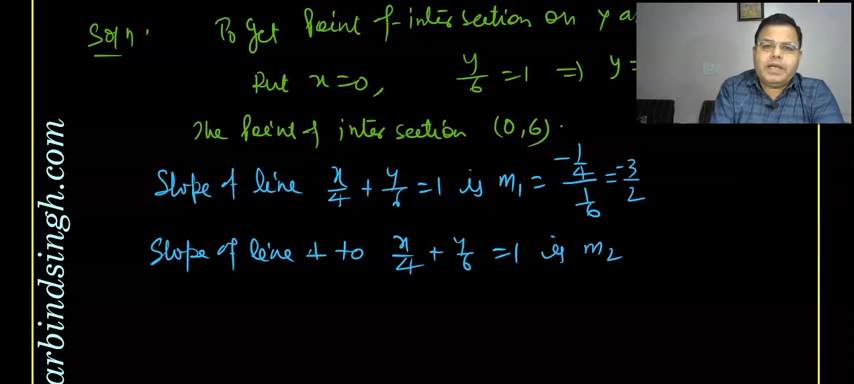 Soln.
To get Point of intersection on y
Put x = 0, y/6 = 1 ⇒ y =
The Point of intersection (0, 6).
Slope of line x/4 + y/6 = 1 is m₁ = (-1/4)/(1/6) = -3/2
Slope of line ⊥ to x/4 + y/6 = 1 is m₂
arbindsingh.com